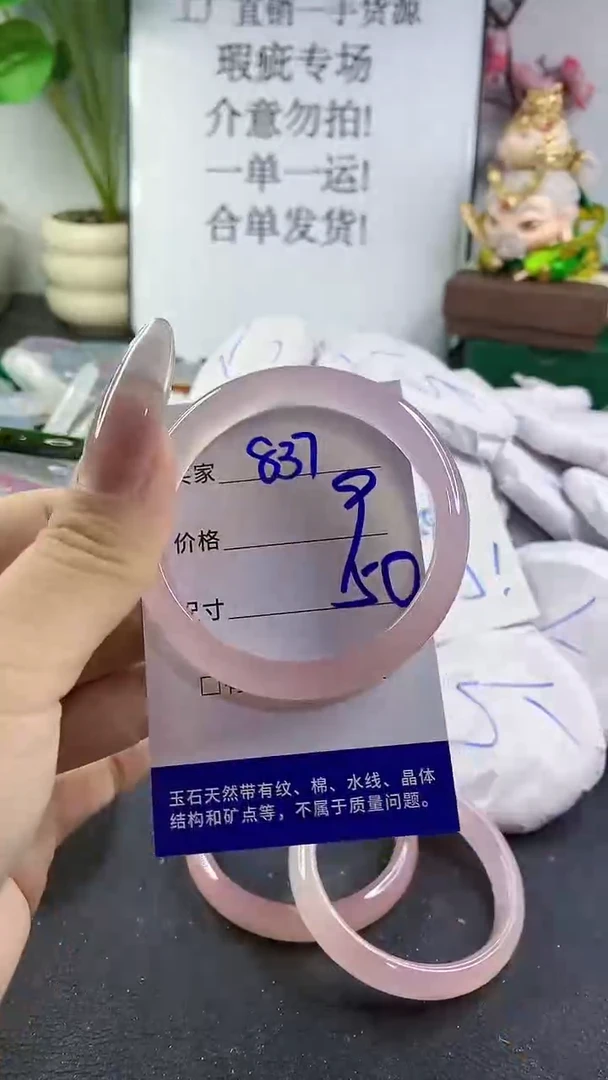 工厂直销一手货源
瑕疵专场
介意勿拍!
一单一运!
合单发货!
家 837
价格 9
寸 50
玉石天然带有纹、棉、水线、晶体
结构和矿点等，不属于质量问题。